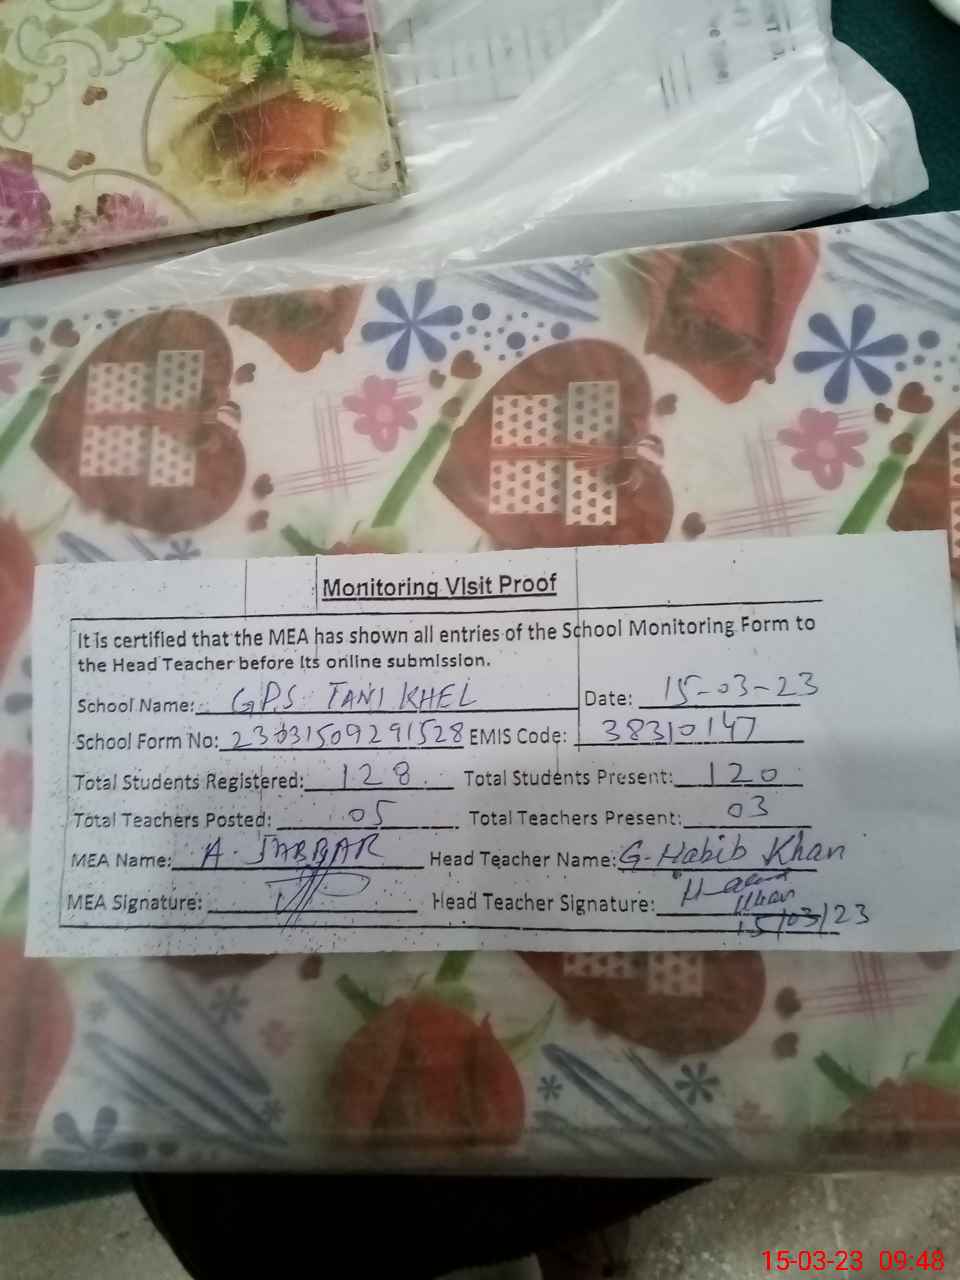 Monitoring Visit Proof
It is certified that the MEA has shown all entries of the School Monitoring Form to
the Head Teacher before its online submission.
School Name: G.P.S TANI KHEL Date: 15-03-23
School Form No: 23031509291528 EMIS Code: 38310147
Total Students Registered: 128 Total Students Present: 120
Total Teachers Posted: 05 Total Teachers Present: 03
MEA Name: A. JABBAR Head Teacher Name: G-Habib Khan
MEA Signature: Head Teacher Signature: Khan
15/03/23
15-03-23 09:48